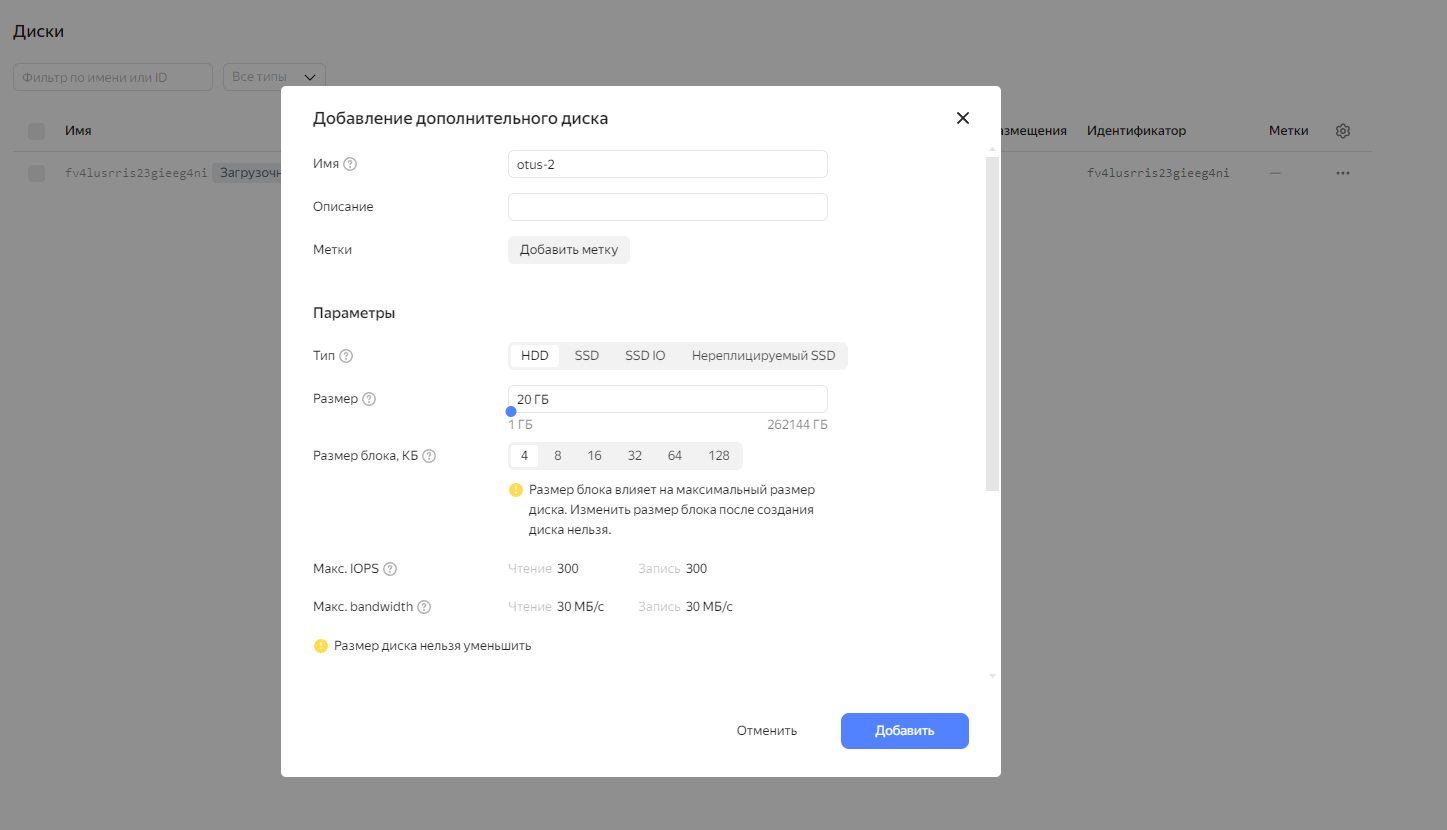 Диски
Фильтр по имени или ID
Все типы
Имя
азмещения
Идентификатор
Метки
fv4lusrris23gieeg4ni
Загрузочн
fv4lusrris23gieeg4ni
—
Добавление дополнительного диска
Имя
otus-2
Описание
Метки
Добавить метку
Параметры
Тип
HDD SSD SSD IO Нереплицируемый SSD
Размер
20 ГБ
1 ГБ 262144 ГБ
Размер блока, КБ
4 8 16 32 64 128
Размер блока влияет на максимальный размер
диска. Изменить размер блока после создания
диска нельзя.
Макс. IOPS
Чтение 300 Запись 300
Макс. bandwidth
Чтение 30 МБ/с Запись 30 МБ/с
Размер диска нельзя уменьшить
Отменить
Добавить